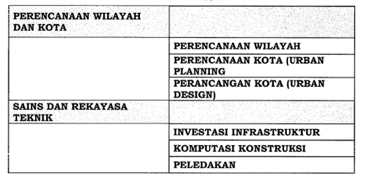 PERENCANAAN WILAYAH
DAN KOTA
PERENCANAAN WILAYAH
PERENCANAAN KOTA (URBAN
PLANNING
PERANCANGAN KOTA (URBAN
DESIGN)
SAINS DAN REKAYASA
TEKNIK
INVESTASI INFRASTRUKTUR
KOMPUTASI KONSTRUKSI
PELEDAKAN